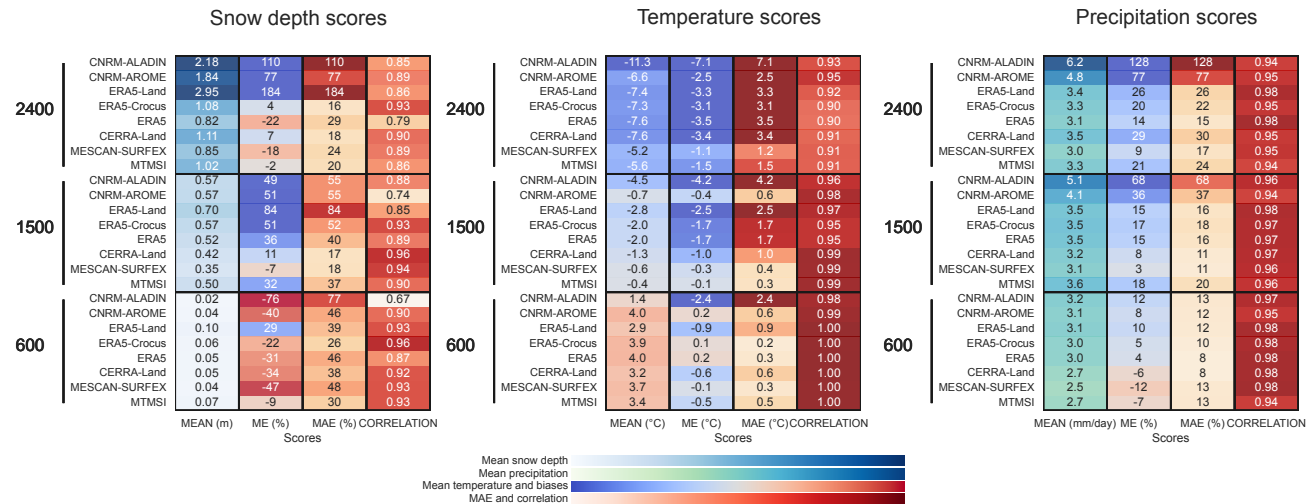 Snow depth scores Temperature scores Precipitation scores
2400
CNRM-ALADIN 2.18 110 110 0.85
CNRM-AROME 1.84 77 77 0.89
ERA5-Land 2.95 184 184 0.86
ERA5-Crocus 1.08 4 16 0.93
ERA5 0.82 -22 29 0.79
CERRA-Land 1.11 7 18 0.90
MESCAN-SURFEX 0.85 -18 24 0.89
MTMSI 1.02 -2 20 0.86
1500
CNRM-ALADIN 0.57 49 55 0.88
CNRM-AROME 0.57 51 55 0.74
ERA5-Land 0.70 84 84 0.85
ERA5-Crocus 0.57 51 52 0.93
ERA5 0.52 36 40 0.89
CERRA-Land 0.42 11 17 0.96
MESCAN-SURFEX 0.35 -7 18 0.94
MTMSI 0.50 32 37 0.90
600
CNRM-ALADIN 0.02 -76 77 0.67
CNRM-AROME 0.04 -40 46 0.90
ERA5-Land 0.10 29 39 0.93
ERA5-Crocus 0.06 -22 26 0.96
ERA5 0.05 -31 46 0.87
CERRA-Land 0.05 -34 38 0.92
MESCAN-SURFEX 0.04 -47 48 0.93
MTMSI 0.07 -9 30 0.93
MEAN (m) ME (%) MAE (%) CORRELATION
Scores
2400
CNRM-ALADIN -11.3 -7.1 7.1 0.93
CNRM-AROME -6.6 -2.5 2.5 0.95
ERA5-Land -7.4 -3.3 3.3 0.92
ERA5-Crocus -7.3 -3.1 3.1 0.90
ERA5 -7.6 -3.5 3.5 0.90
CERRA-Land -7.6 -3.4 3.4 0.91
MESCAN-SURFEX -5.2 -1.1 1.2 0.91
MTMSI -5.6 -1.5 1.5 0.91
1500
CNRM-ALADIN -4.5 -4.2 4.2 0.96
CNRM-AROME -0.7 -0.4 0.6 0.98
ERA5-Land -2.8 -2.5 2.5 0.97
ERA5-Crocus -2.0 -1.7 1.7 0.95
ERA5 -2.0 -1.7 1.7 0.95
CERRA-Land -1.3 -1.0 1.0 0.99
MESCAN-SURFEX -0.6 -0.3 0.4 0.99
MTMSI -0.4 -0.1 0.3 0.99
600
CNRM-ALADIN 1.4 -2.4 2.4 0.98
CNRM-AROME 4.0 0.2 0.6 0.99
ERA5-Land 2.9 -0.9 0.9 1.00
ERA5-Crocus 3.9 0.1 0.2 1.00
ERA5 4.0 0.2 0.3 1.00
CERRA-Land 3.2 -0.6 0.6 1.00
MESCAN-SURFEX 3.7 -0.1 0.3 1.00
MTMSI 3.4 -0.5 0.5 1.00
MEAN (°C) ME (°C) MAE (°C) CORRELATION
Scores
2400
CNRM-ALADIN 6.2 128 128 0.94
CNRM-AROME 4.8 77 77 0.95
ERA5-Land 3.4 26 26 0.98
ERA5-Crocus 3.3 20 22 0.95
ERA5 3.1 14 15 0.98
CERRA-Land 3.5 29 30 0.95
MESCAN-SURFEX 3.0 9 17 0.95
MTMSI 3.3 21 24 0.94
1500
CNRM-ALADIN 5.1 68 68 0.96
CNRM-AROME 4.1 36 37 0.94
ERA5-Land 3.5 15 16 0.98
ERA5-Crocus 3.5 17 18 0.97
ERA5 3.5 15 16 0.97
CERRA-Land 3.2 8 11 0.97
MESCAN-SURFEX 3.1 3 11 0.96
MTMSI 3.6 18 20 0.96
600
CNRM-ALADIN 3.2 12 13 0.97
CNRM-AROME 3.1 8 12 0.95
ERA5-Land 3.1 10 12 0.98
ERA5-Crocus 3.0 5 10 0.98
ERA5 3.0 4 8 0.98
CERRA-Land 2.7 -6 8 0.98
MESCAN-SURFEX 2.5 -12 13 0.98
MTMSI 2.7 -7 13 0.94
MEAN (mm/day) ME (%) MAE (%) CORRELATION
Scores
Mean snow depth
Mean precipitation
Mean temperature and biases
MAE and correlation